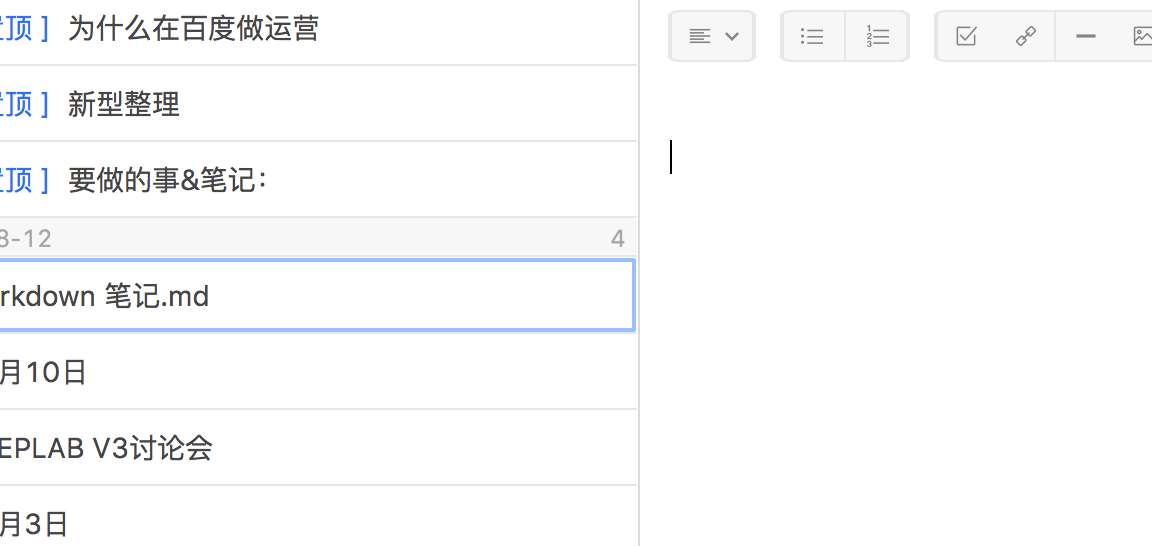 顶 ] 为什么在百度做运营
顶 ] 新型整理
顶 ] 要做的事&笔记：
8-12 4
rkdown 笔记.md
月10日
EPLAB V3讨论会
月3日